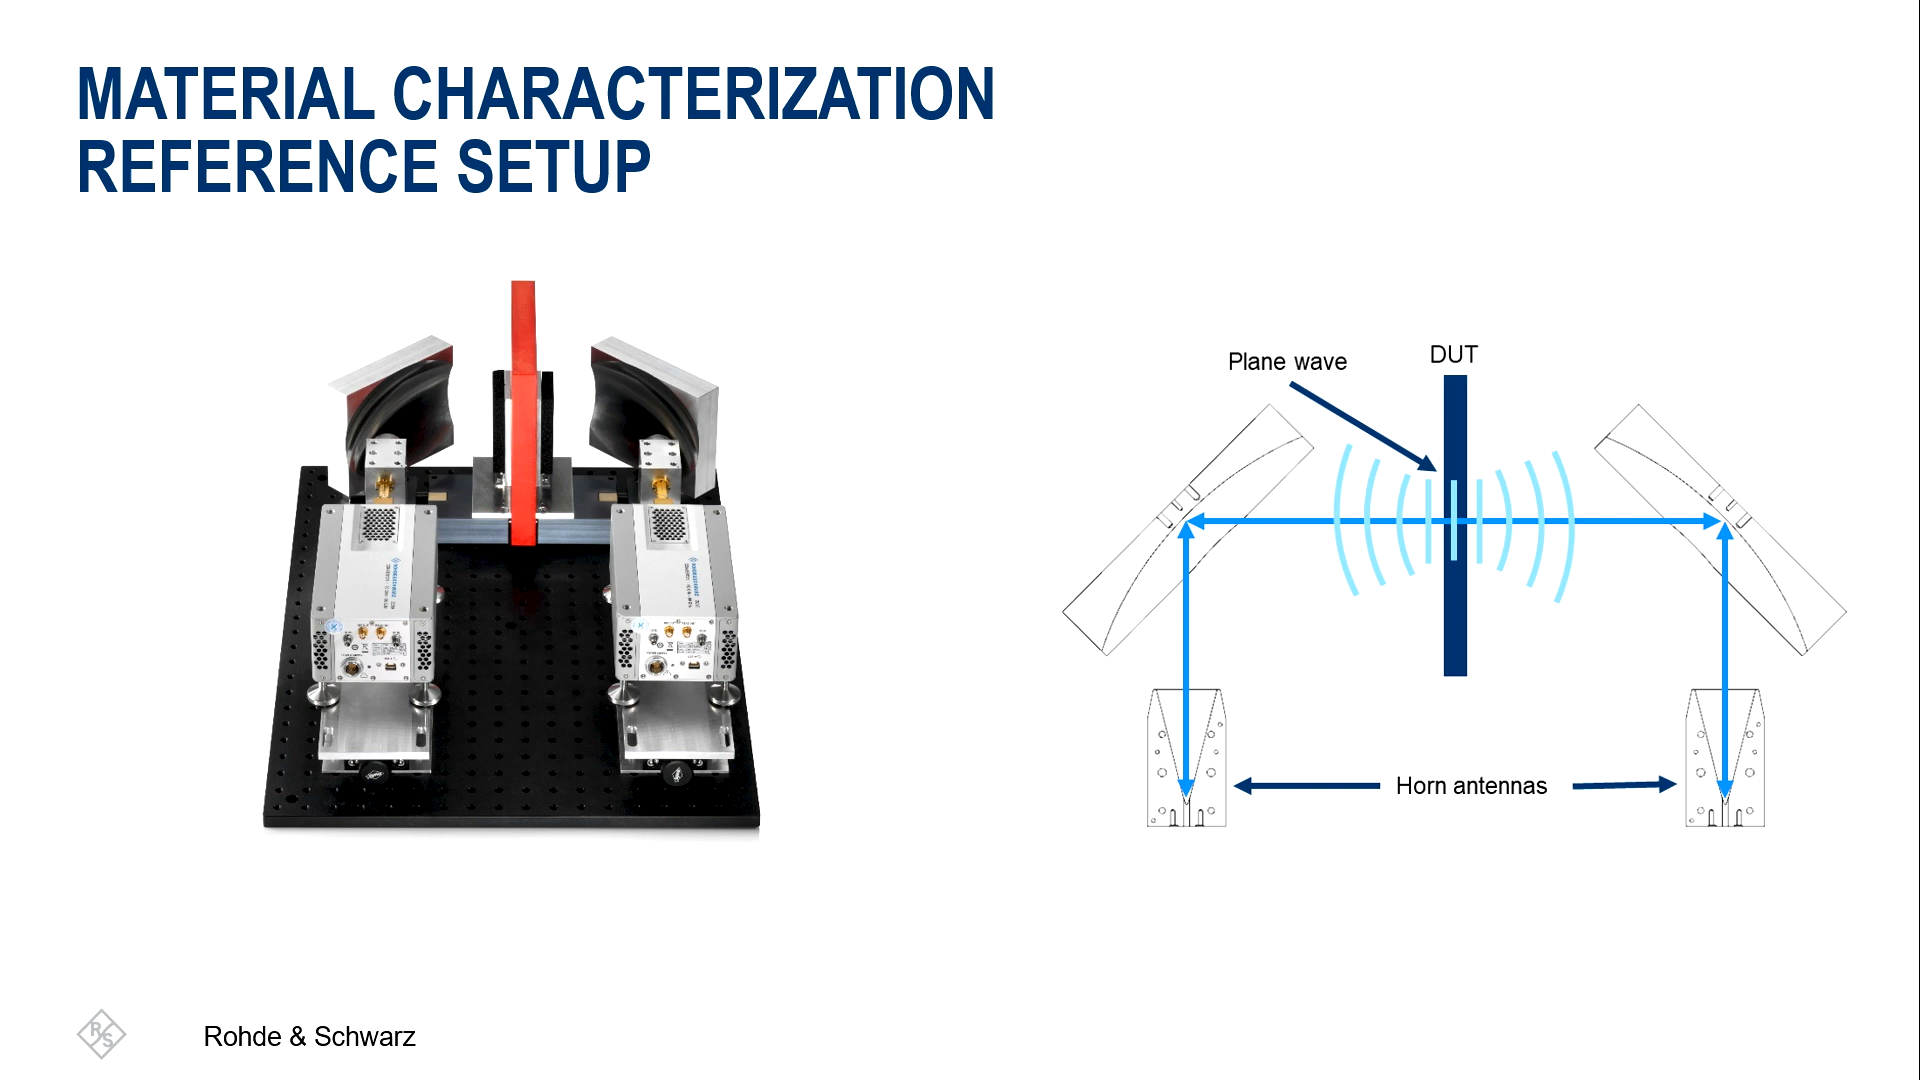 MATERIAL CHARACTERIZATION
REFERENCE SETUP
Plane wave
DUT
Horn antennas
R
S
Rohde & Schwarz